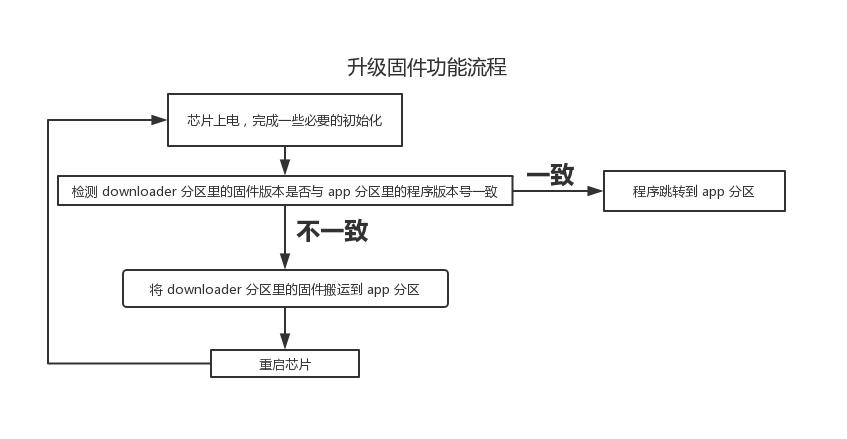 升级固件功能流程
芯片上电，完成一些必要的初始化
检测 downloader 分区里的固件版本是否与 app 分区里的程序版本号一致
一致
程序跳转到 app 分区
不一致
将 downloader 分区里的固件搬运到 app 分区
重启芯片